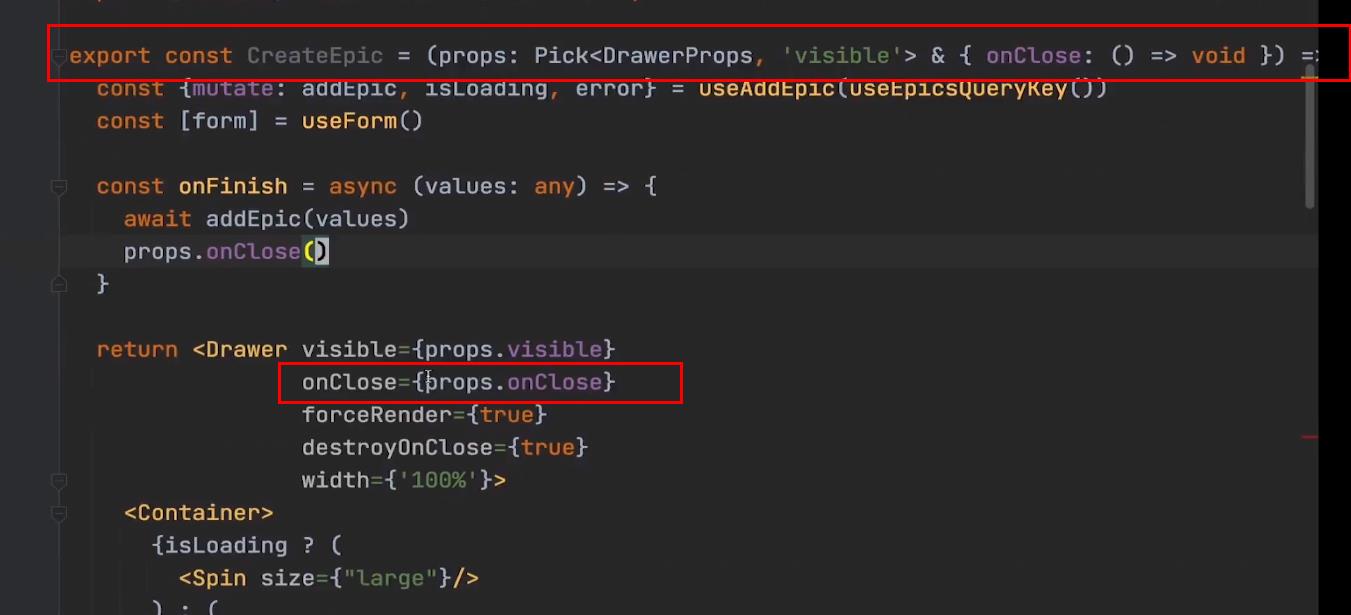 export const CreateEpic = (props: Pick<DrawerProps, 'visible'> & { onClose: () => void }) =>
const {mutate: addEpic, isLoading, error} = useAddEpic(useEpicsQueryKey())
const [form] = useForm()
const onFinish = async (values: any) => {
await addEpic(values)
props.onClose()
}
return <Drawer visible={props.visible}
onClose={props.onClose}
forceRender={true}
destroyOnClose={true}
width={'100%'}>
<Container>
{isLoading ? (
<Spin size={"large"}/>
) : (